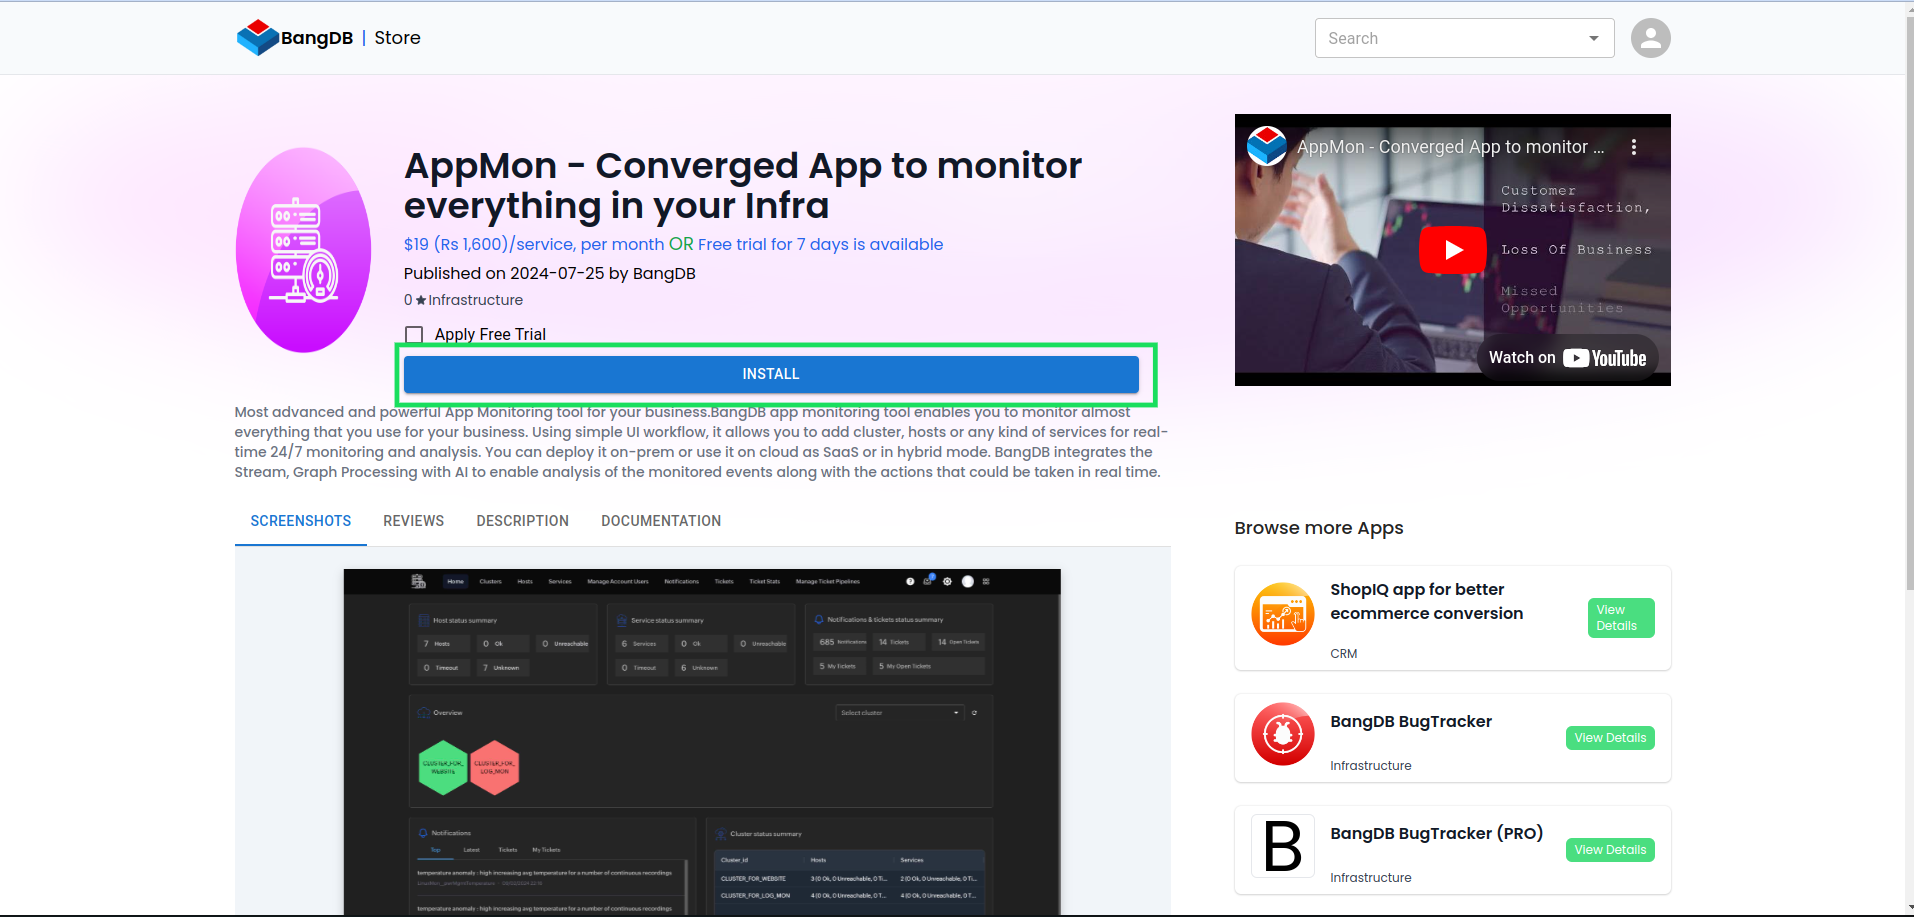 BangDB | Store
Search
AppMon - Converged App to monitor
everything in your Infra
$19 (Rs 1,600)/service, per month OR Free trial for 7 days is available
Published on 2024-07-25 by BangDB
0 ★ Infrastructure
Apply Free Trial
INSTALL
Most advanced and powerful App Monitoring tool for your business.BangDB app monitoring tool enables you to monitor almost
everything that you use for your business. Using simple UI workflow, it allows you to add cluster, hosts or any kind of services for real-
time 24/7 monitoring and analysis. You can deploy it on-prem or use it on cloud as SaaS or in hybrid mode. BangDB integrates the
Stream, Graph Processing with AI to enable analysis of the monitored events along with the actions that could be taken in real time.
AppMon - Converged App to monitor ...
Customer
Dissatisfaction,
Loss Of Business
Missed
Opportunities
Watch on YouTube
SCREENSHOTS REVIEWS DESCRIPTION DOCUMENTATION
Home Clusters Hosts Services Manage Account Users Notifications Tickets Ticket Stats Manage Ticket Pipelines
Host status summary
7 Hosts 0 Ok 0 Unreachable
0 Timeout 7 Unknown
Service status summary
6 Services 0 Ok 0 Unreachable
0 Timeout 6 Unknown
Notifications & tickets status summary
685 Notifications 14 Tickets 14 Open Tickets
5 My Tickets 5 My Open Tickets
Overview
Select cluster
CLUSTER_FOR_
WEBSITE
CLUSTER_FOR_
LOG_MON
Notifications
Top Latest Tickets My Tickets
temperature anomaly - high increasing avg temperature for a number of continuous recordings
temperature anomaly - high increasing avg temperature for a number of continuous recordings
Cluster status summary
Cluster_id Hosts Services
CLUSTER_FOR_WEBSITE 3 (0 Ok, 0 Unreachable, 0 Ti... 2 (0 Ok, 0 Unreachable, 0 Ti...
CLUSTER_FOR_LOG_MON 4 (0 Ok, 0 Unreachable, 0 Ti... 4 (0 Ok, 0 Unreachable, 0 Ti...
Browse more Apps
ShopIQ app for better
ecommerce conversion
CRM
View
Details
BangDB BugTracker
Infrastructure
View Details
B
BangDB BugTracker (PRO)
Infrastructure
View Details